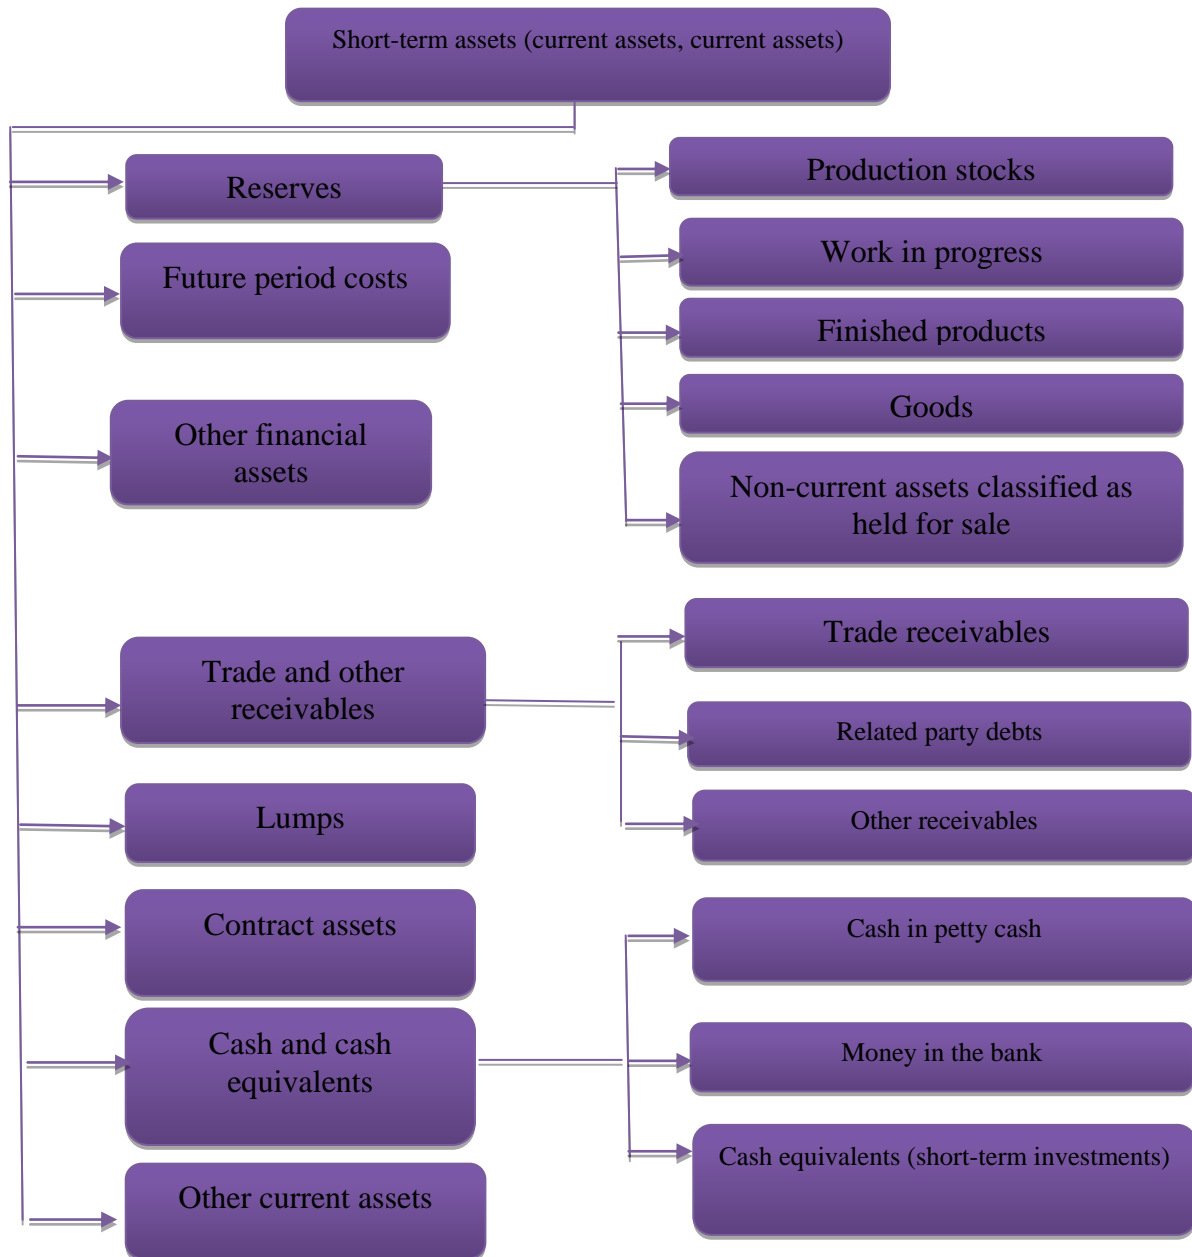 Short-term assets (current assets, current assets)
Reserves
Production stocks
Work in progress
Finished products
Goods
Non-current assets classified as
held for sale
Future period costs
Other financial
assets
Trade and other
receivables
Trade receivables
Related party debts
Other receivables
Lumps
Contract assets
Cash and cash
equivalents
Cash in petty cash
Money in the bank
Cash equivalents (short-term investments)
Other current assets